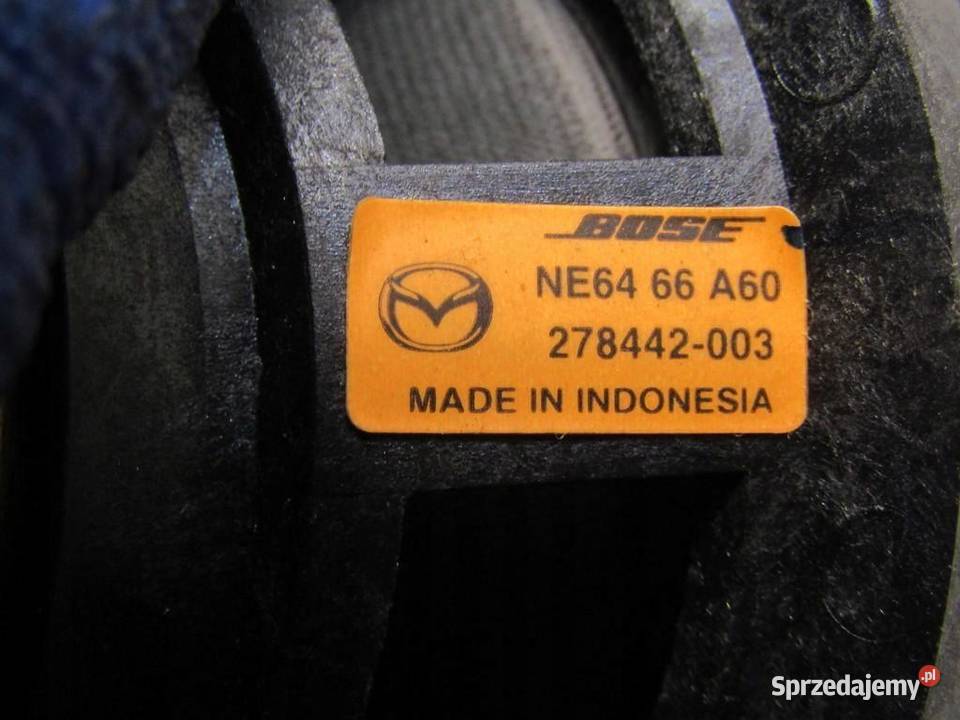 BOSE
NE64 66 A60
278442-003
MADE IN INDONESIA
Sprzedajemy.pl